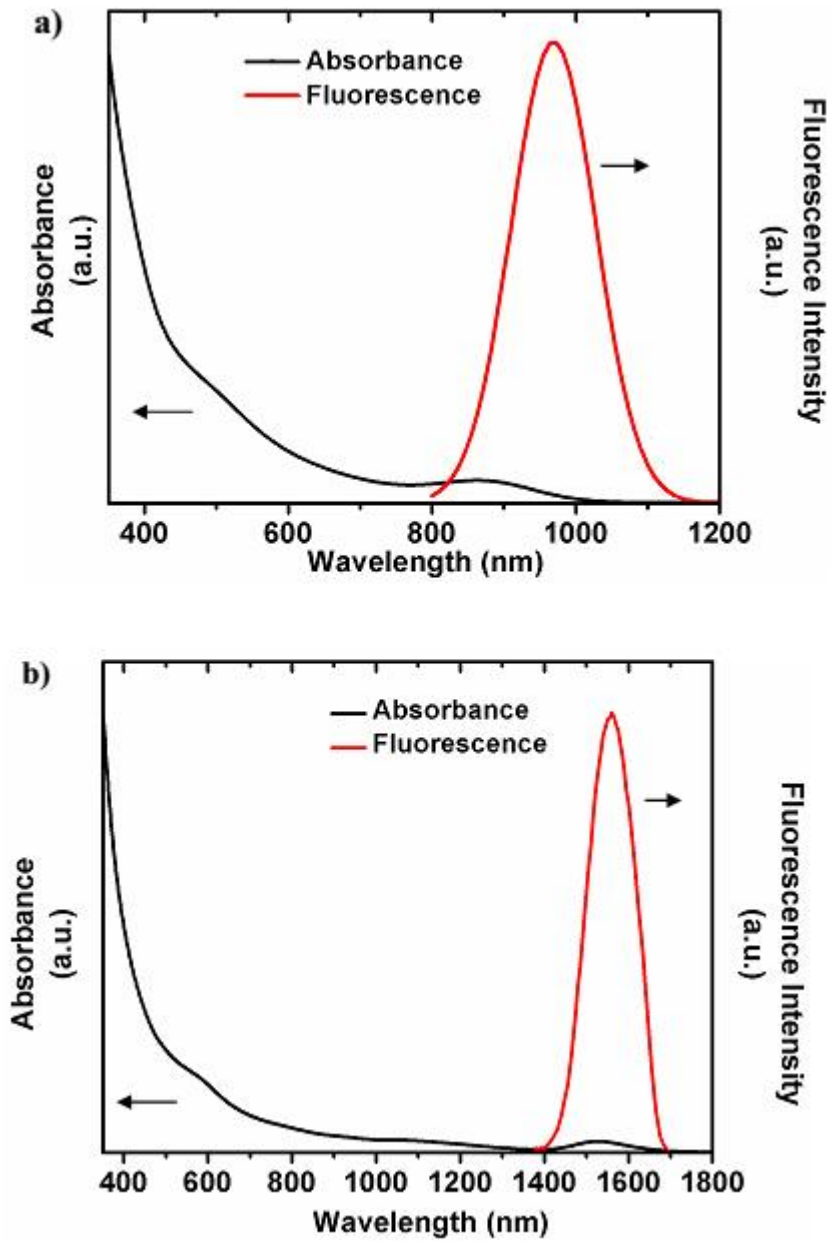 a)
Absorbance
Fluorescence
Absorbance
(a.u.)
Fluorescence Intensity
(a.u.)
400 600 800 1000 1200
Wavelength (nm)
b)
Absorbance
Fluorescence
Absorbance
(a.u.)
Fluorescence Intensity
(a.u.)
400 600 800 1000 1200 1400 1600 1800
Wavelength (nm)